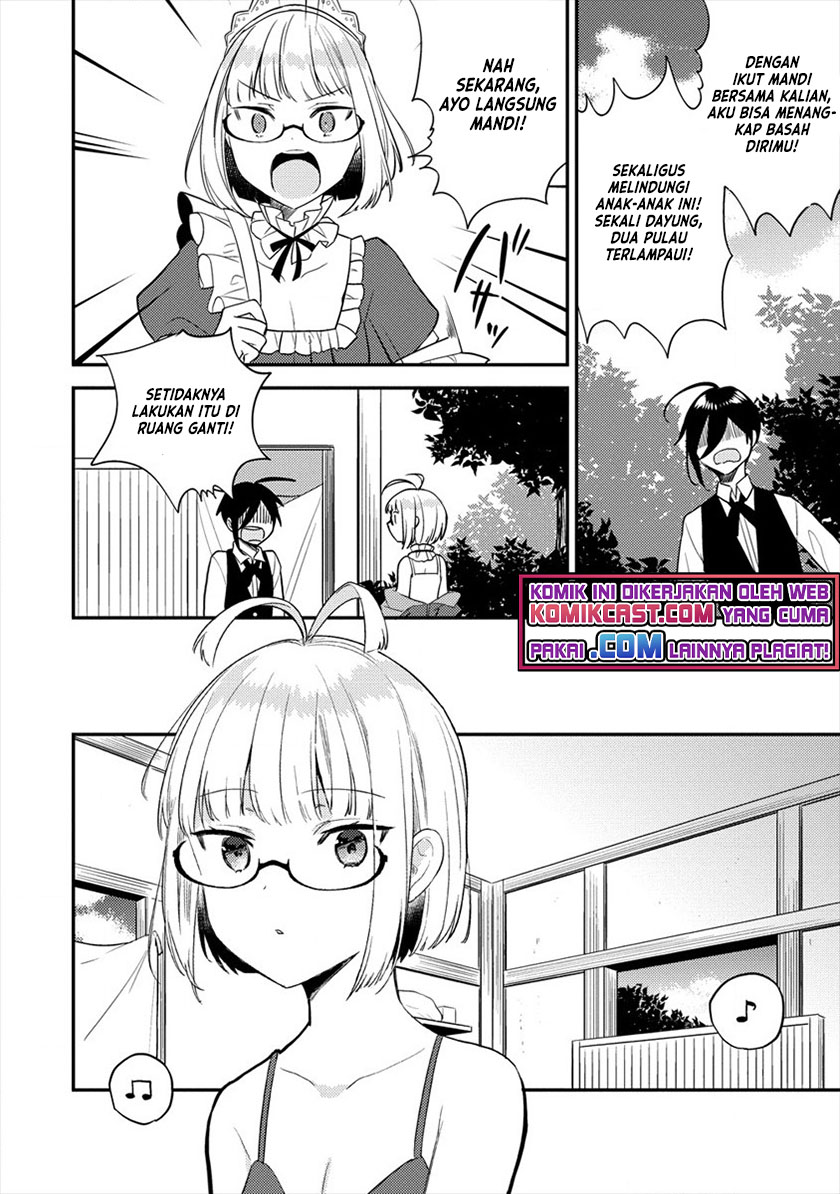 DENGAN
IKUT MANDI
BERSAMA KALIAN,
AKU BISA MENANG-
KAP BASAH
DIRIMU!
SEKALIGUS
MELINDUNGI
ANAK-ANAK INI!
SEKALI DAYUNG,
DUA PULAU
TERLAMPAUI!
NAH
SEKARANG,
AYO LANGSUNG
MANDI!
SETIDAKNYA
LAKUKAN ITU DI
RUANG GANTI!
KOMIK INI DIKERJAKAN OLEH WEB
KOMIKCAST.COM YANG CUMA
PAKAI .COM LAINNYA PLAGIAT!